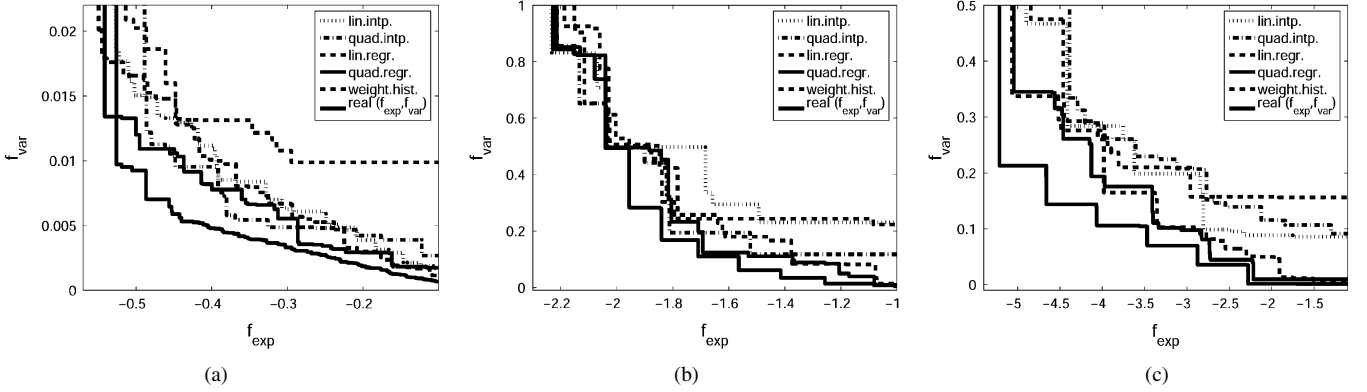 0.02
0.015
0.01
0.005
0
f_var
-0.5
-0.4
-0.3
-0.2
f_exp
lin.intp.
quad.intp.
lin.regr.
quad.regr.
weight.hist.
real (f_exp,f_var)
(a)
1
0.8
0.6
0.4
0.2
0
f_var
-2.2
-2
-1.8
-1.6
-1.4
-1.2
-1
f_exp
lin.intp.
quad.intp.
lin.regr.
quad.regr.
weight.hist.
real (f_exp,f_var)
(b)
0.5
0.4
0.3
0.2
0.1
0
f_var
-5
-4.5
-4
-3.5
-3
-2.5
-2
-1.5
f_exp
lin.intp.
quad.intp.
lin.regr.
quad.regr.
weight.hist.
real (f_exp,f_var)
(c)